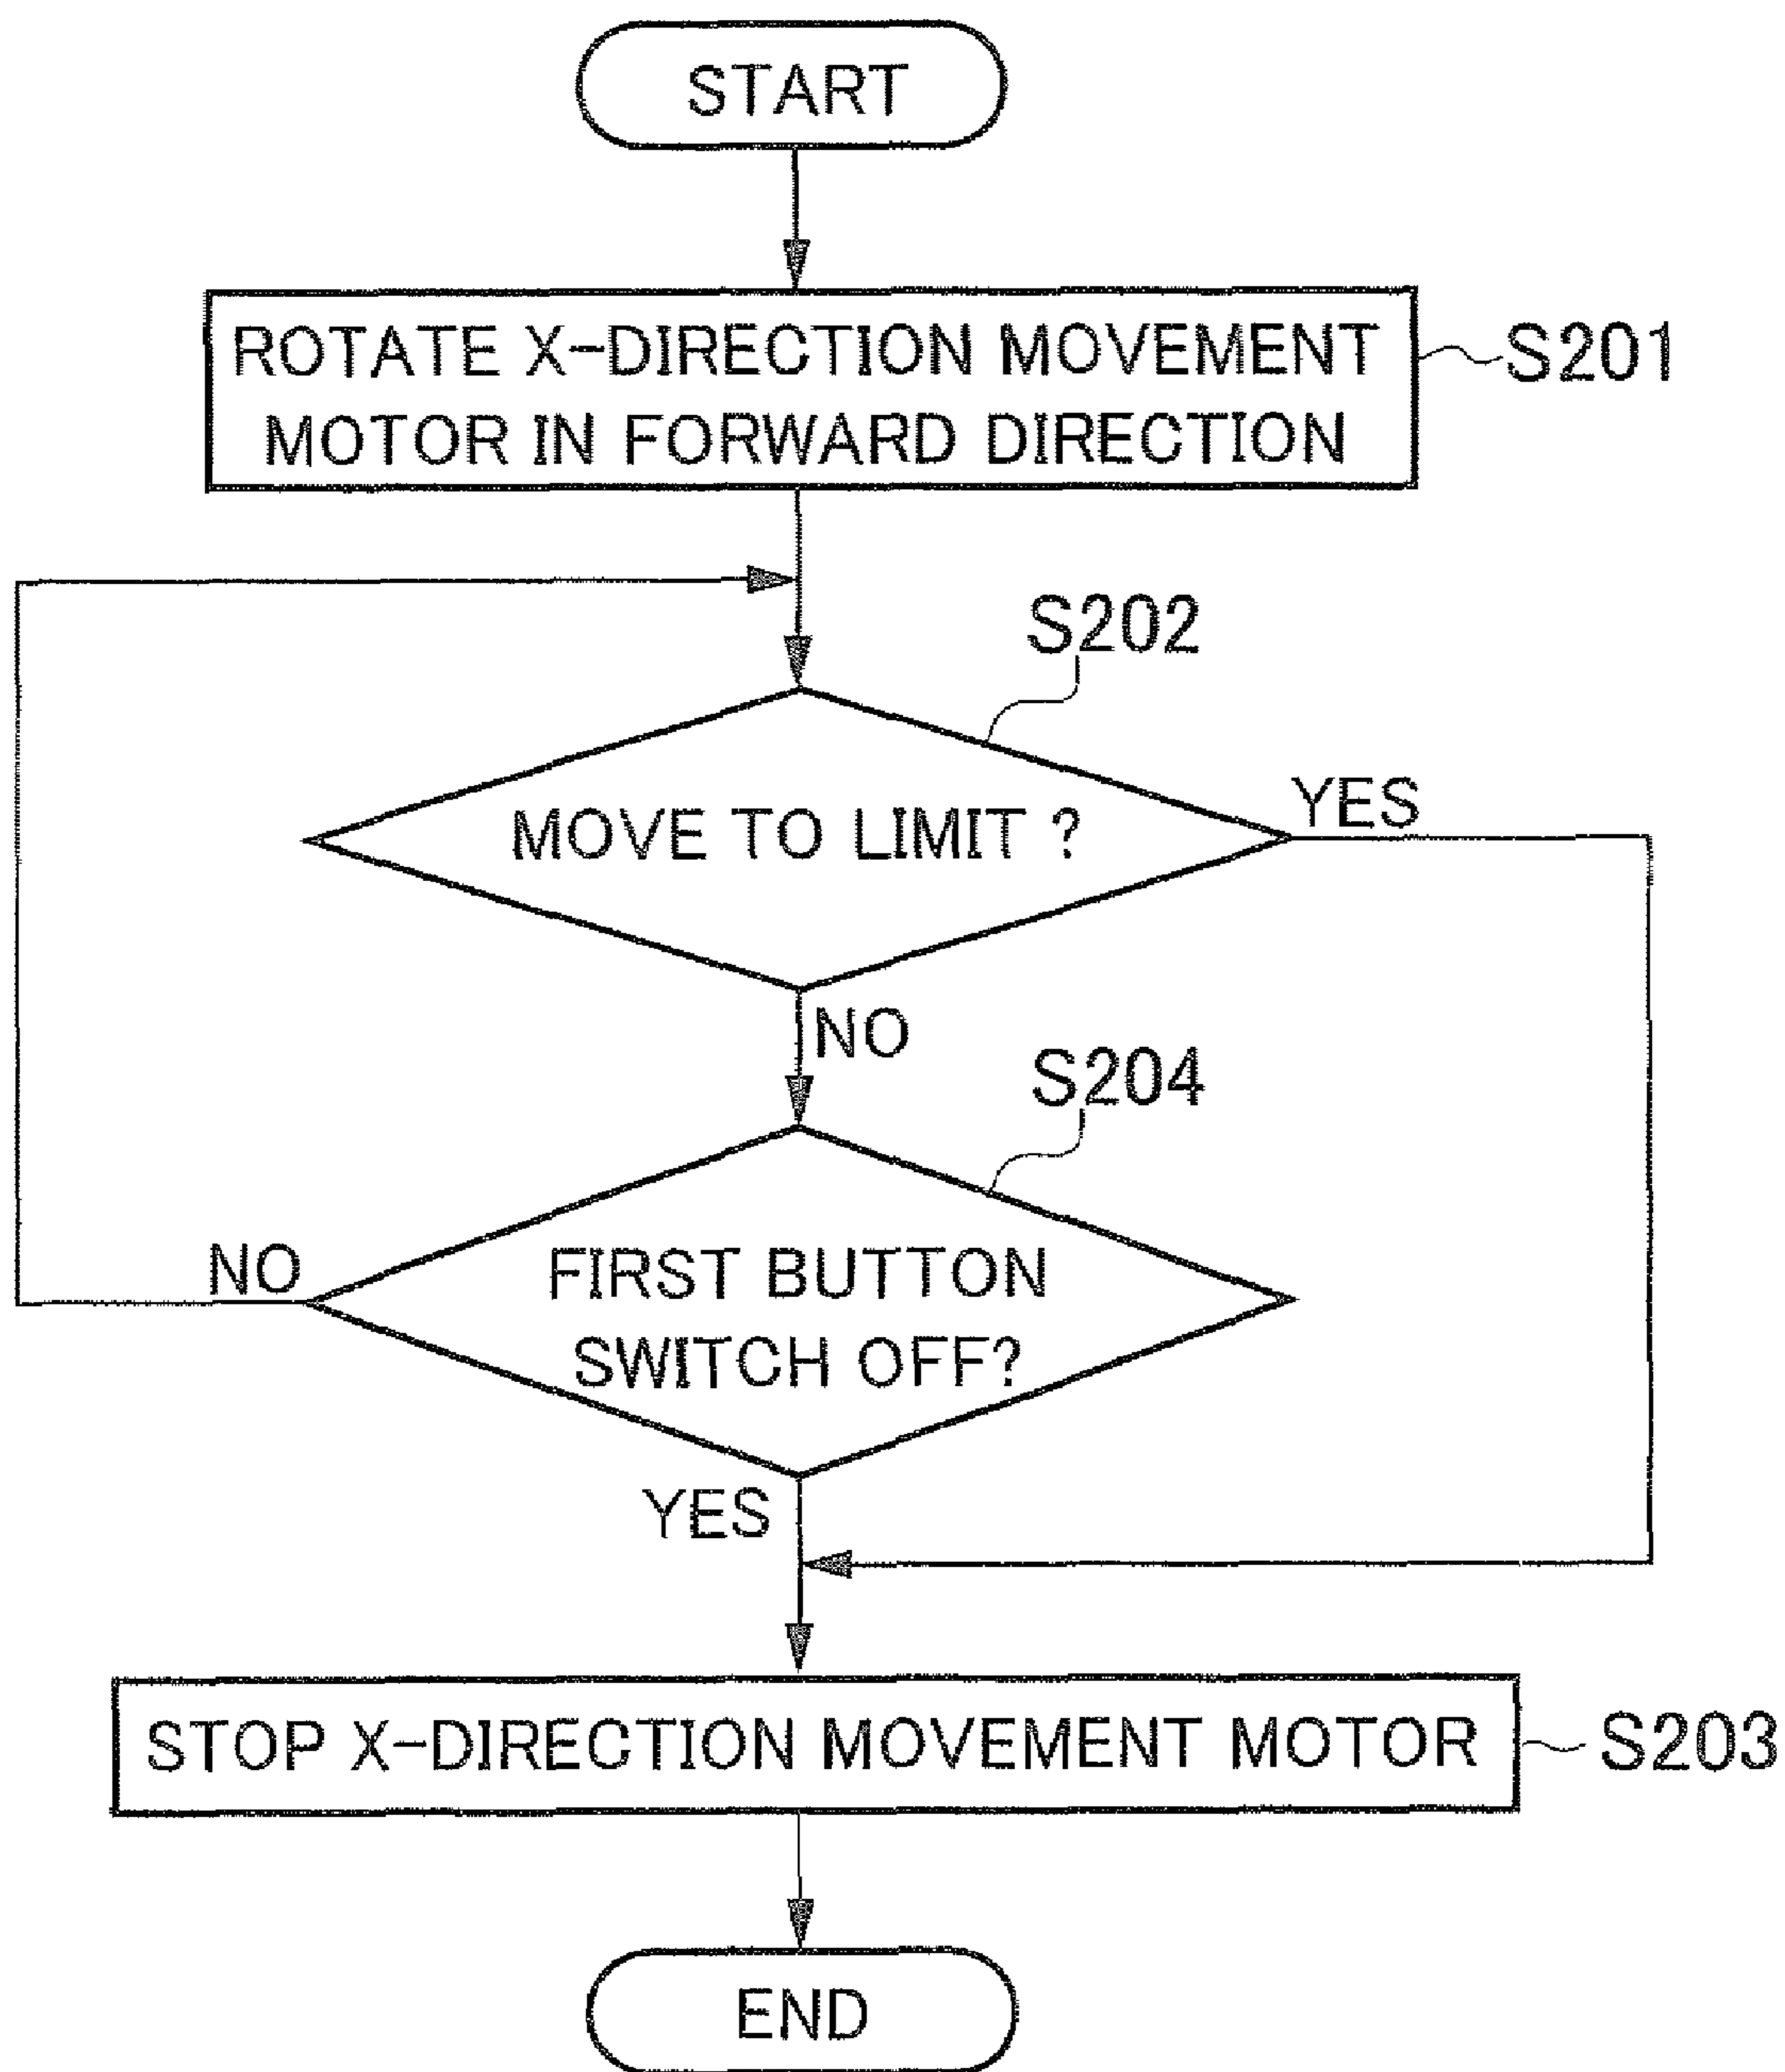 START
ROTATE X-DIRECTION MOVEMENT
MOTOR IN FORWARD DIRECTION
S201
S202
MOVE TO LIMIT ?
YES
NO
S204
FIRST BUTTON
SWITCH OFF?
NO
YES
STOP X-DIRECTION MOVEMENT MOTOR
S203
END